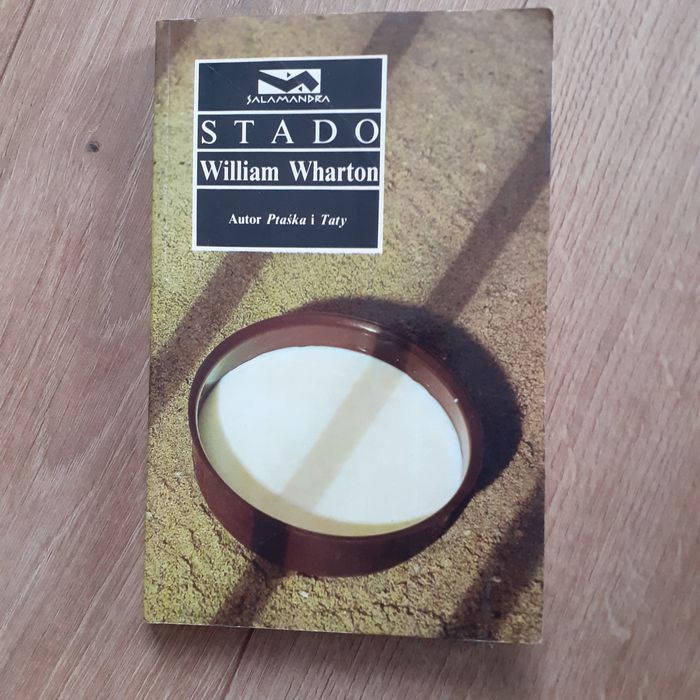 SALAMANDRA
STADO
William Wharton
Autor Ptaśka i Taty